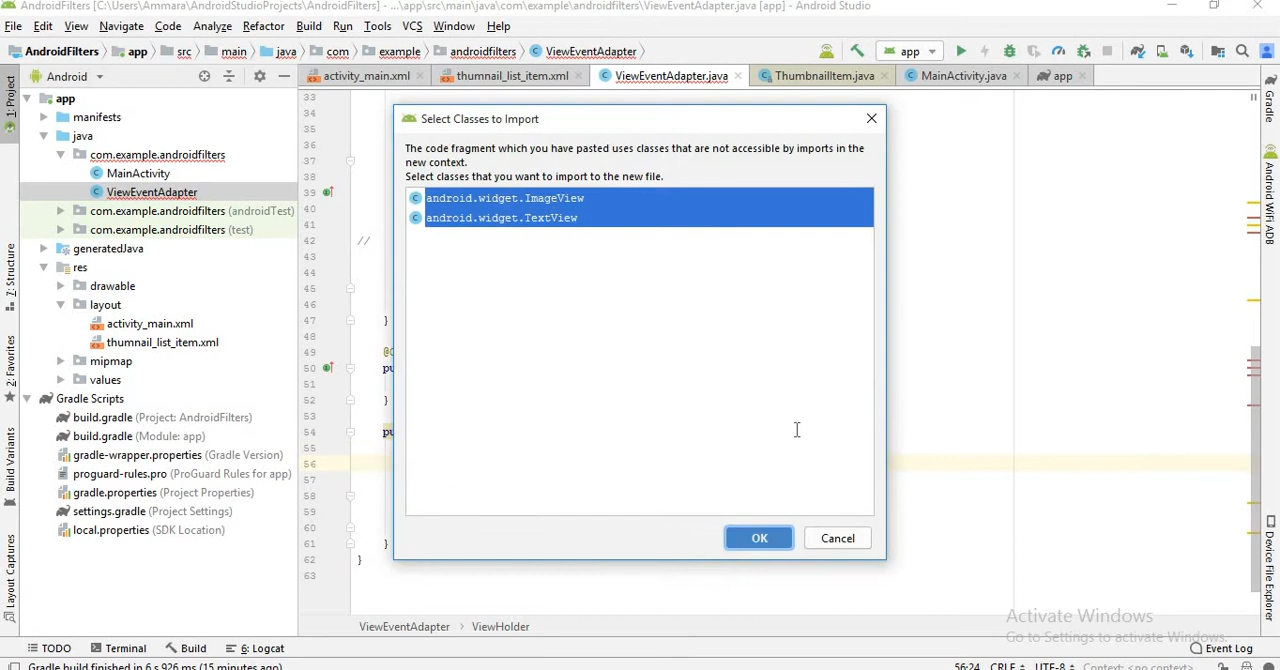 AndroidFilters [C:\Users\Ammara\AndroidStudioProjects\AndroidFilters] - ...\app\src\main\java\com\example\androidfilters\ViewEventAdapter.java [app] - Android Studio
File Edit View Navigate Code Analyze Refactor Build Run Tools VCS Window Help
AndroidFilters app src main java com example androidfilters ViewEventAdapter app
1: Project
Android
activity_main.xml thumnail_list_item.xml ViewEventAdapter.java ThumbnailItem.java MainActivity.java app
Gradle
app
manifests
java
com.example.androidfilters
MainActivity
ViewEventAdapter
com.example.androidfilters (androidTest)
com.example.androidfilters (test)
generatedJava
res
drawable
layout
activity_main.xml
thumnail_list_item.xml
mipmap
values
Gradle Scripts
build.gradle (Project: AndroidFilters)
build.gradle (Module: app)
gradle-wrapper.properties (Gradle Version)
proguard-rules.pro (ProGuard Rules for app)
gradle.properties (Project Properties)
settings.gradle (Project Settings)
local.properties (SDK Location)
Z: Structure
2: Favorites
Build Variants
Layout Captures
33
34
35
36
37
38
39
40
41
42 //
43
44
45
46
47 }
48
49 @O
50 pu
51
52 }
53
54 pu
55
56
57
58
59
60
61 }
62 }
63
Select Classes to Import
The code fragment which you have pasted uses classes that are not accessible by imports in the
new context.
Select classes that you want to import to the new file.
android.widget.ImageView
android.widget.TextView
OK Cancel
Android WiFi ADB
Device File Explorer
ViewEventAdapter › ViewHolder
Activate Windows
Go to Settings to activate Windows.
TODO Terminal Build 6: Logcat Event Log
Gradle build finished in 6 s 926 ms (15 minutes ago) 56:24 CRLF UTF-8 Context: <no context>